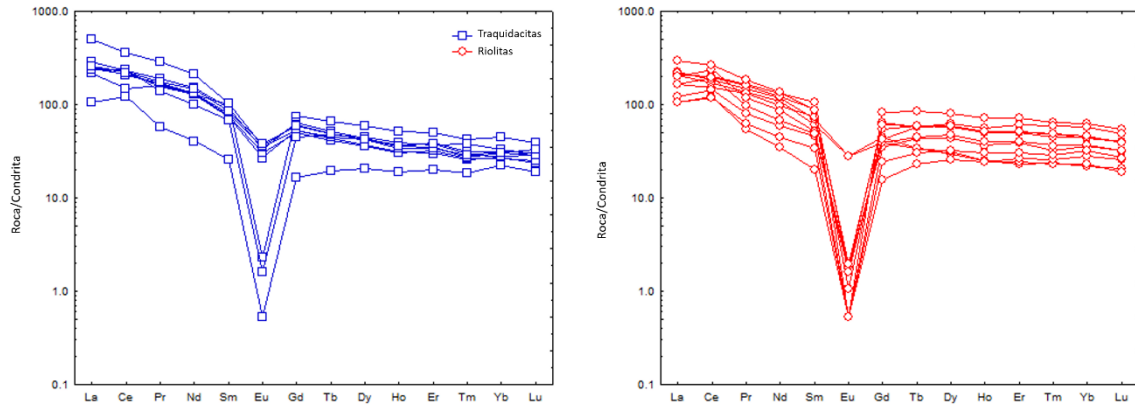 1000.0
Traquidacitas
Riolitas
100.0
Roca/Condrita
10.0
1.0
0.1
La Ce Pr Nd Sm Eu Gd Tb Dy Ho Er Tm Yb Lu
1000.0
100.0
Roca/Condrita
10.0
1.0
0.1
La Ce Pr Nd Sm Eu Gd Tb Dy Ho Er Tm Yb Lu